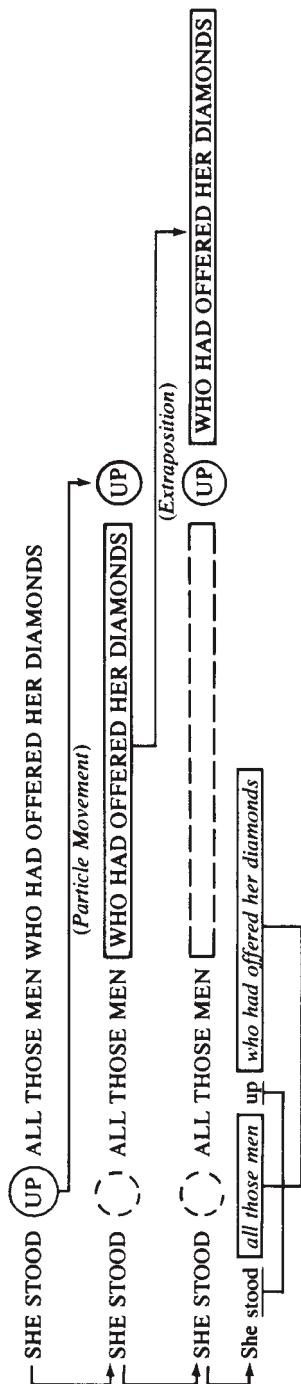 SHE STOOD UP ALL THOSE MEN WHO HAD OFFERED HER DIAMONDS
(Particle Movement)
SHE STOOD ALL THOSE MEN WHO HAD OFFERED HER DIAMONDS UP
(Extraposition)
SHE STOOD ALL THOSE MEN UP WHO HAD OFFERED HER DIAMONDS
She stood all those men up who had offered her diamonds